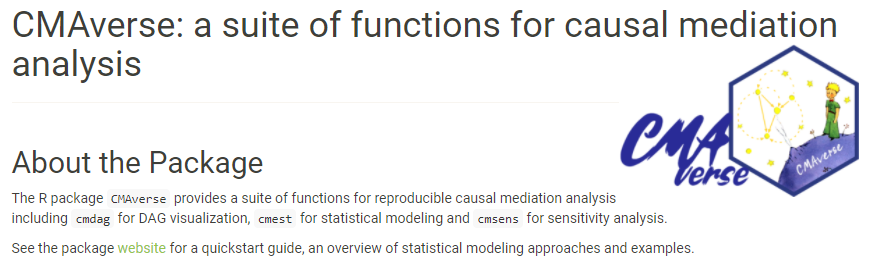 CMAverse: a suite of functions for causal mediation
analysis
CMA
verse
CMAverse
About the Package
The R package CMAverse provides a suite of functions for reproducible causal mediation analysis
including cmdag for DAG visualization, cmest for statistical modeling and cmsens for sensitivity analysis.
See the package website for a quickstart guide, an overview of statistical modeling approaches and examples.